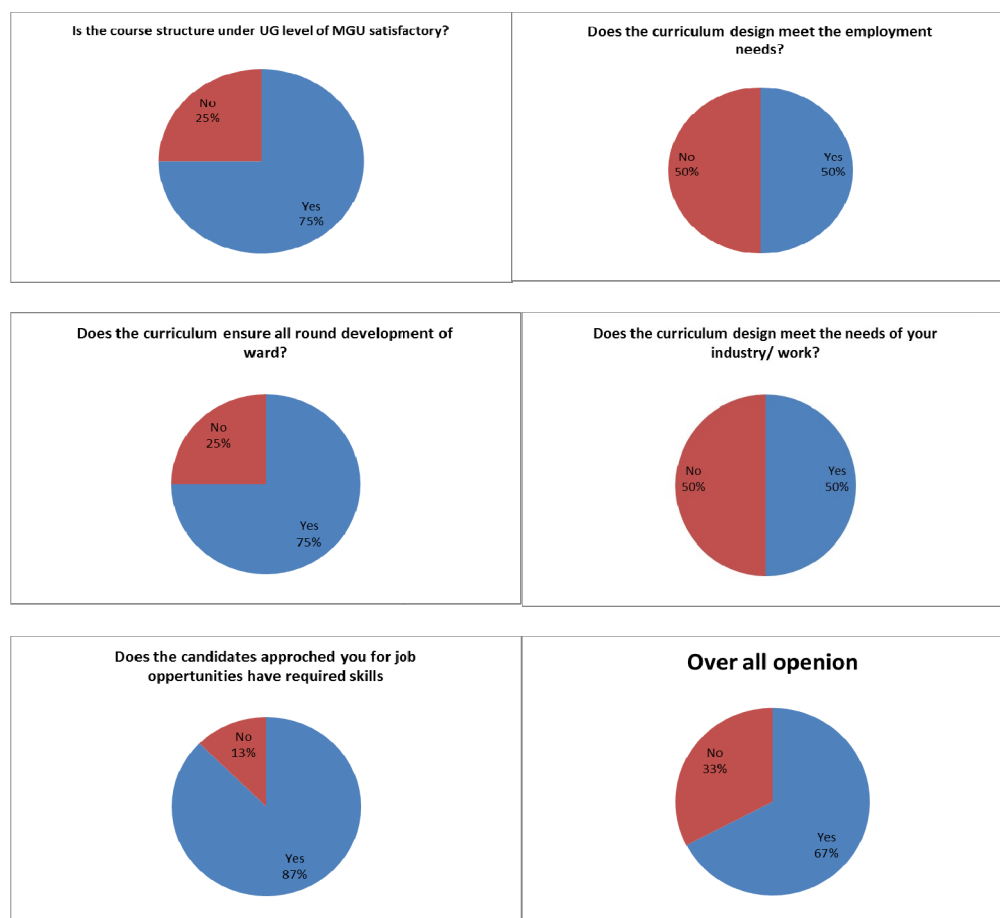 Is the course structure under UG level of MGU satisfactory?
No
25%
Yes
75%
Does the curriculum design meet the employment
needs?
No
50%
Yes
50%
Does the curriculum ensure all round development of
ward?
No
25%
Yes
75%
Does the curriculum design meet the needs of your
industry/ work?
No
50%
Yes
50%
Does the candidates approched you for job
oppertunities have required skills
No
13%
Yes
87%
Over all openion
No
33%
Yes
67%